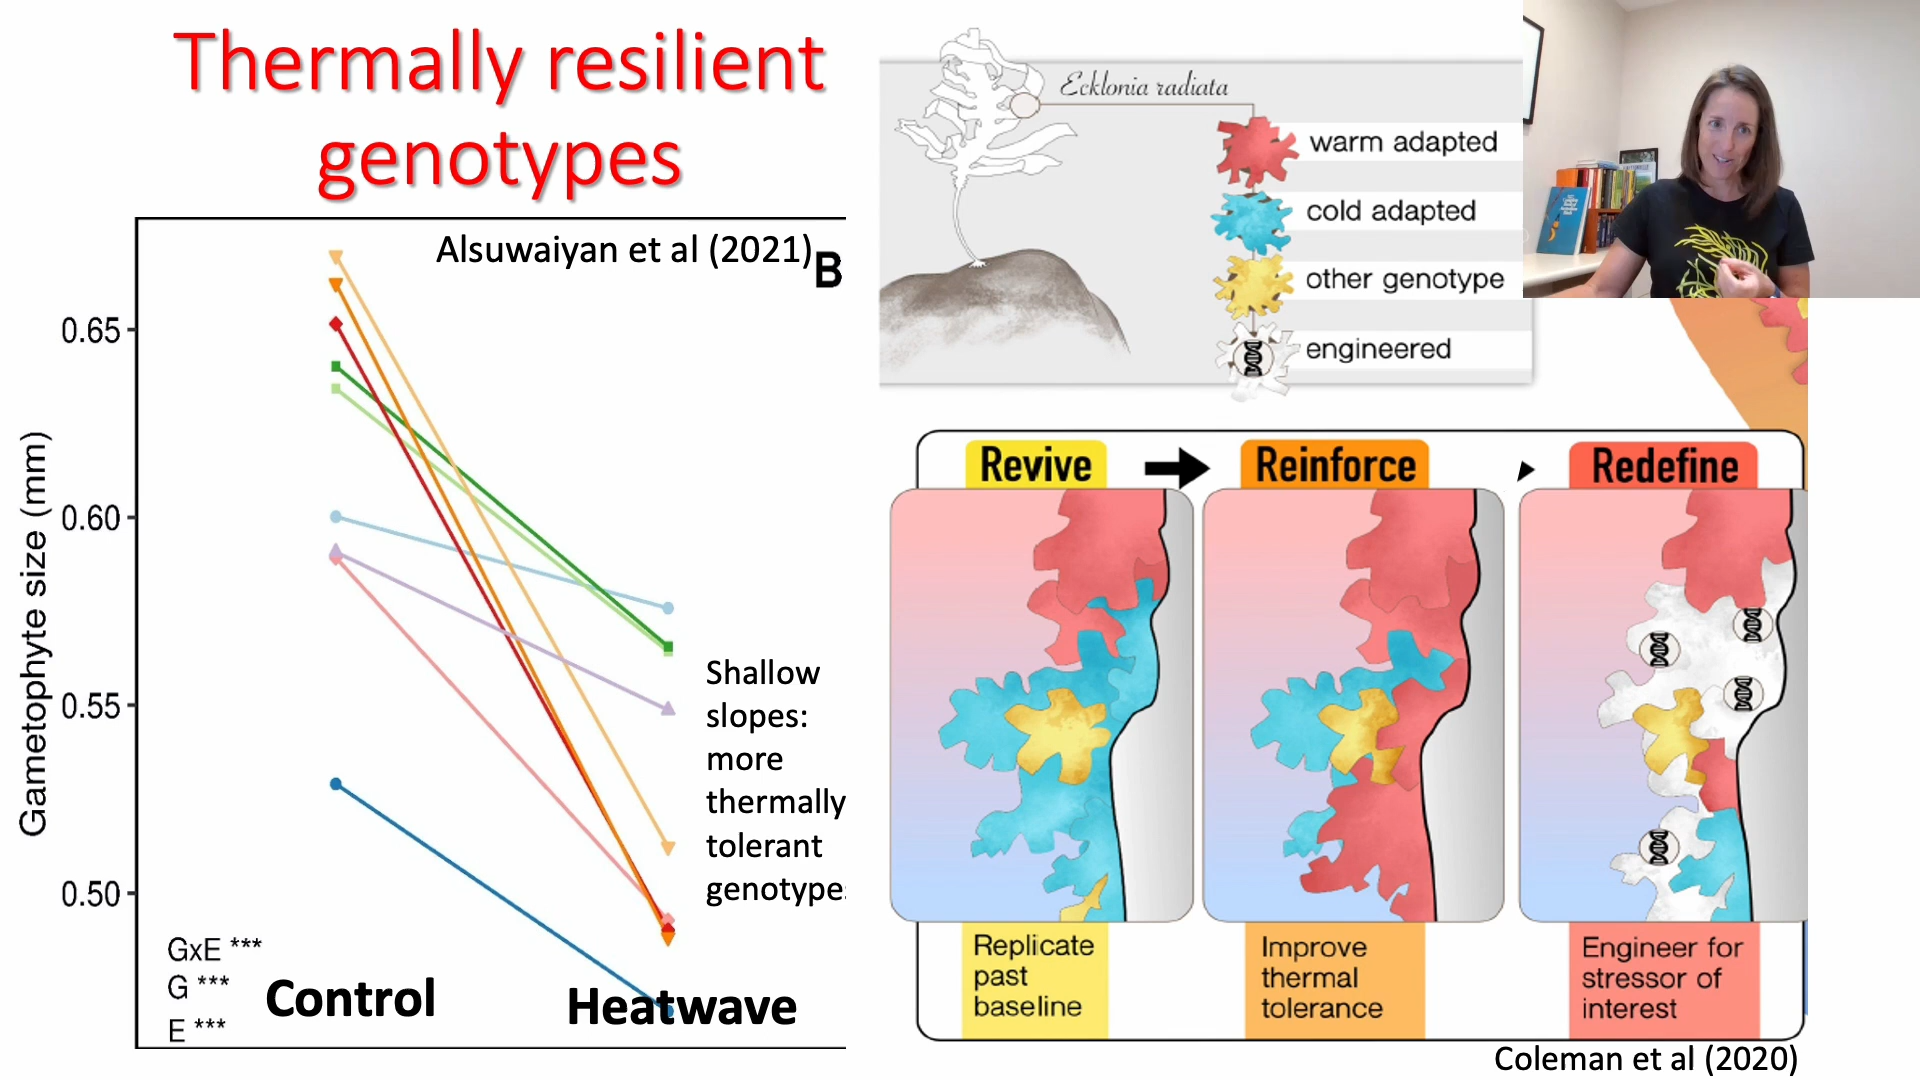 Thermally resilient
genotypes
Alsuwaiyan et al (2021)
B
0.65
0.60
0.55
0.50
Gametophyte size (mm)
Shallow
slopes:
more
thermally
tolerant
genotype
GxE ***
G ***
E ***
Control
Heatwave
Ecklonia radiata
warm adapted
cold adapted
other genotype
engineered
Revive
Reinforce
Redefine
Replicate
past
baseline
Improve
thermal
tolerance
Engineer for
stressor of
interest
Coleman et al (2020)